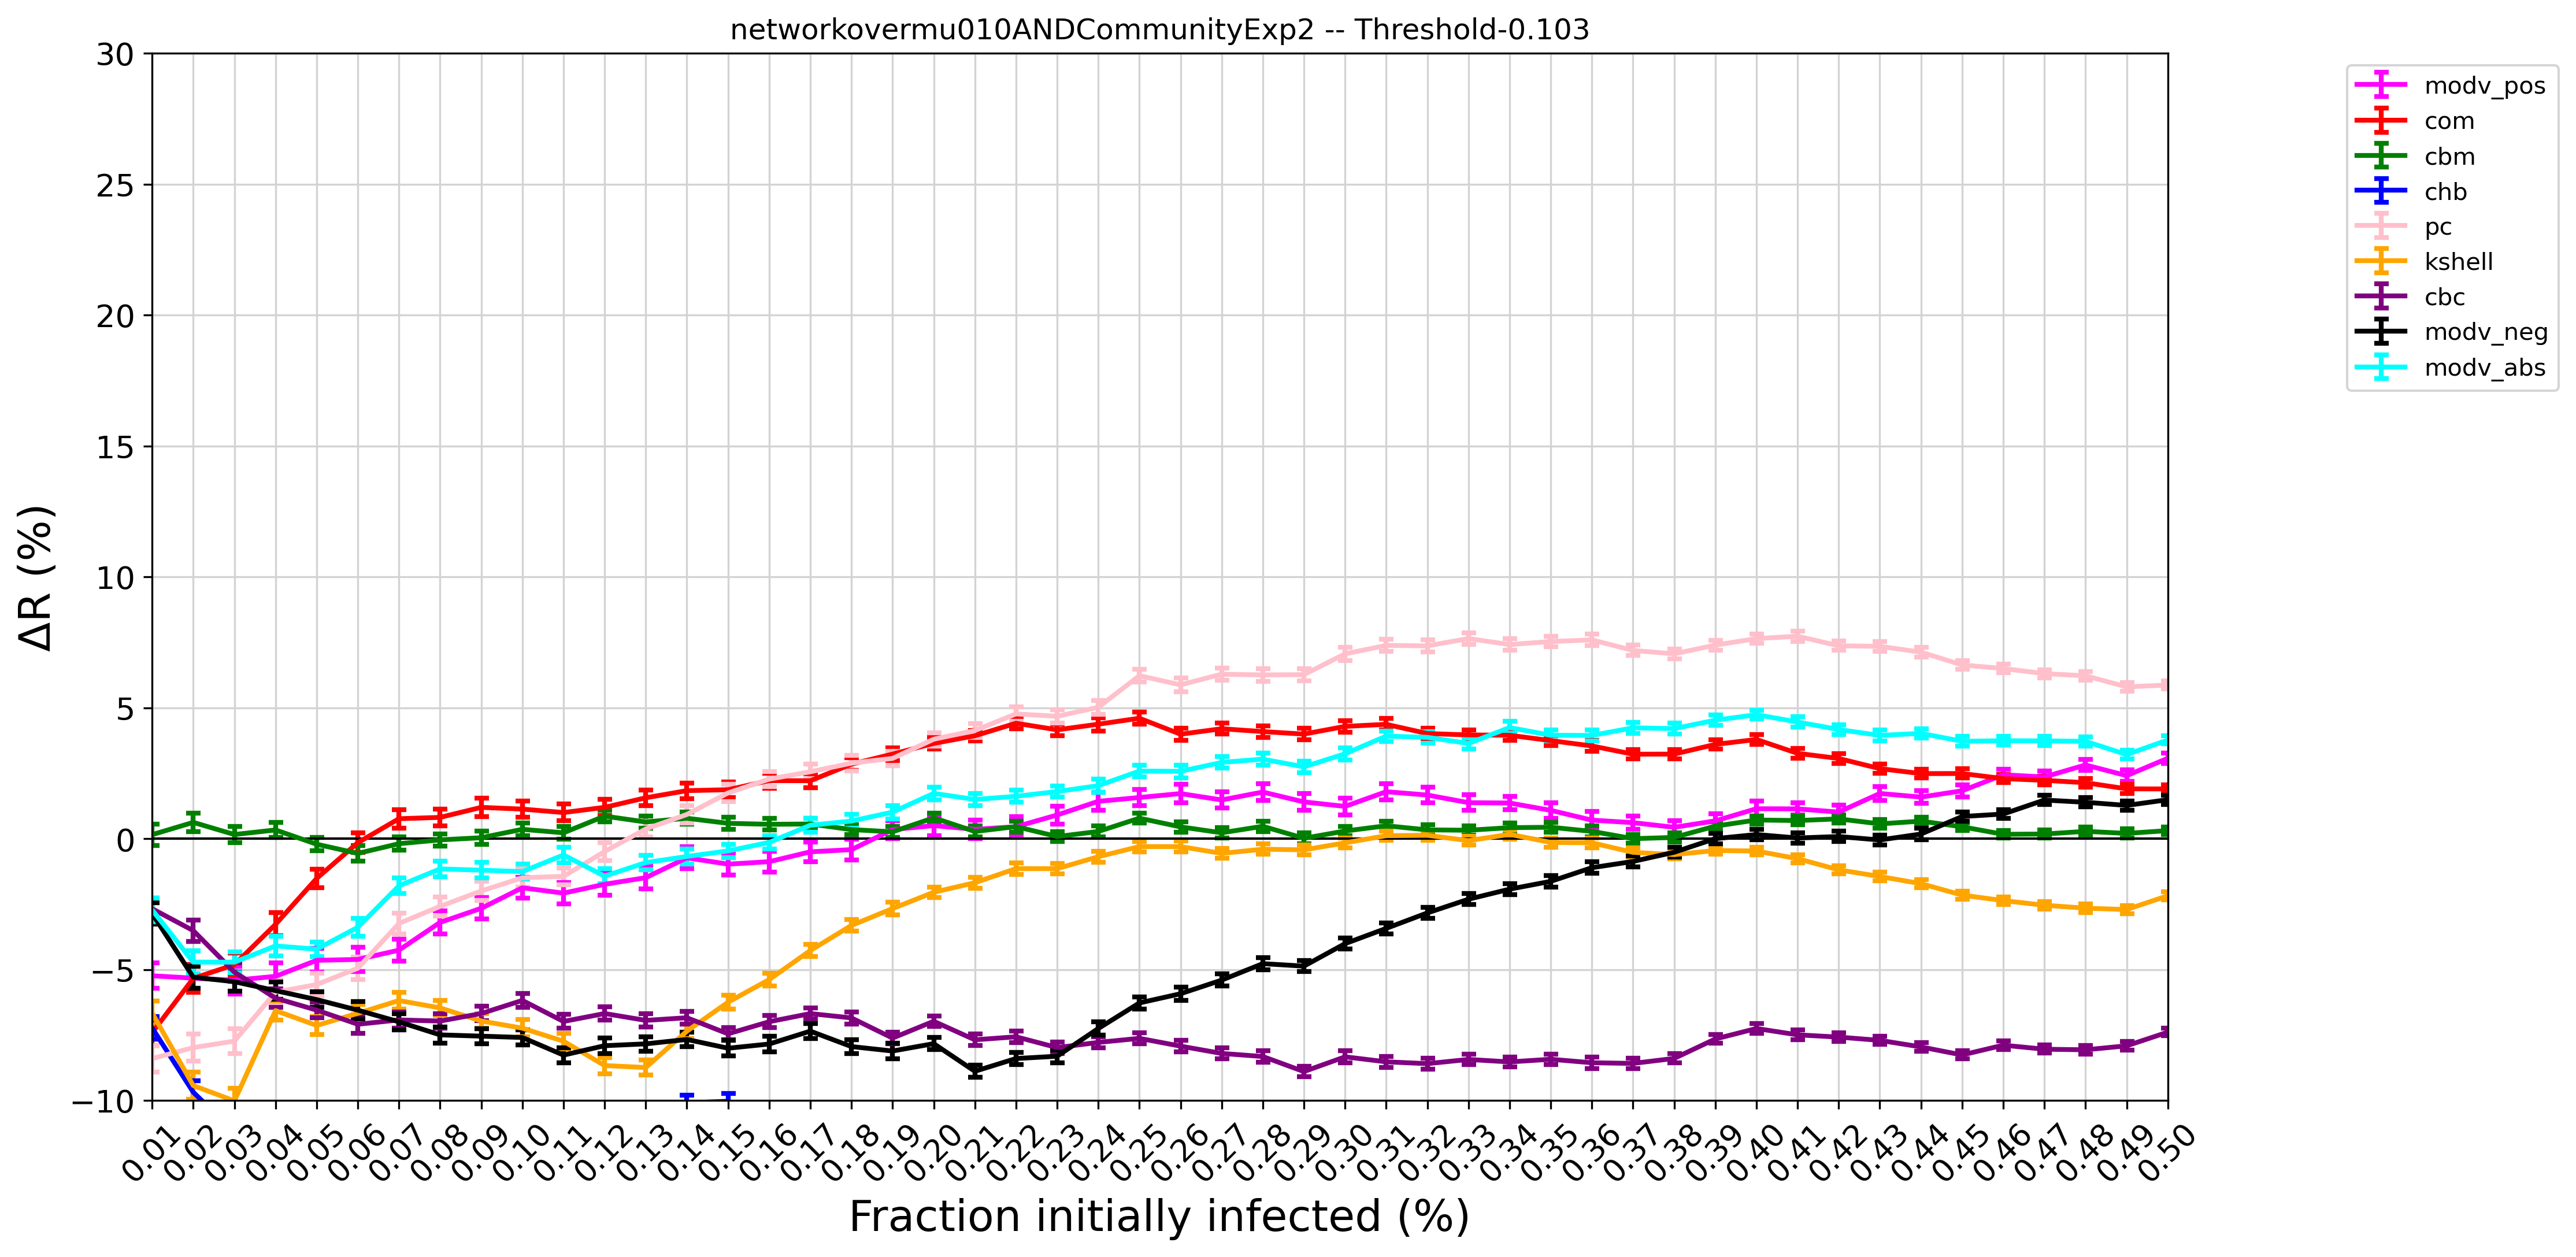 networkovermu010ANDCommunityExp2 -- Threshold-0.103
30
25
20
15
10
5
0
−5
−10
ΔR (%)
modv_pos
com
cbm
chb
pc
kshell
cbc
modv_neg
modv_abs
0.01 0.02 0.03 0.04 0.05 0.06 0.07 0.08 0.09 0.10 0.11 0.12 0.13 0.14 0.15 0.16 0.17 0.18 0.19 0.20 0.21 0.22 0.23 0.24 0.25 0.26 0.27 0.28 0.29 0.30 0.31 0.32 0.33 0.34 0.35 0.36 0.37 0.38 0.39 0.40 0.41 0.42 0.43 0.44 0.45 0.46 0.47 0.48 0.49 0.50
Fraction initially infected (%)